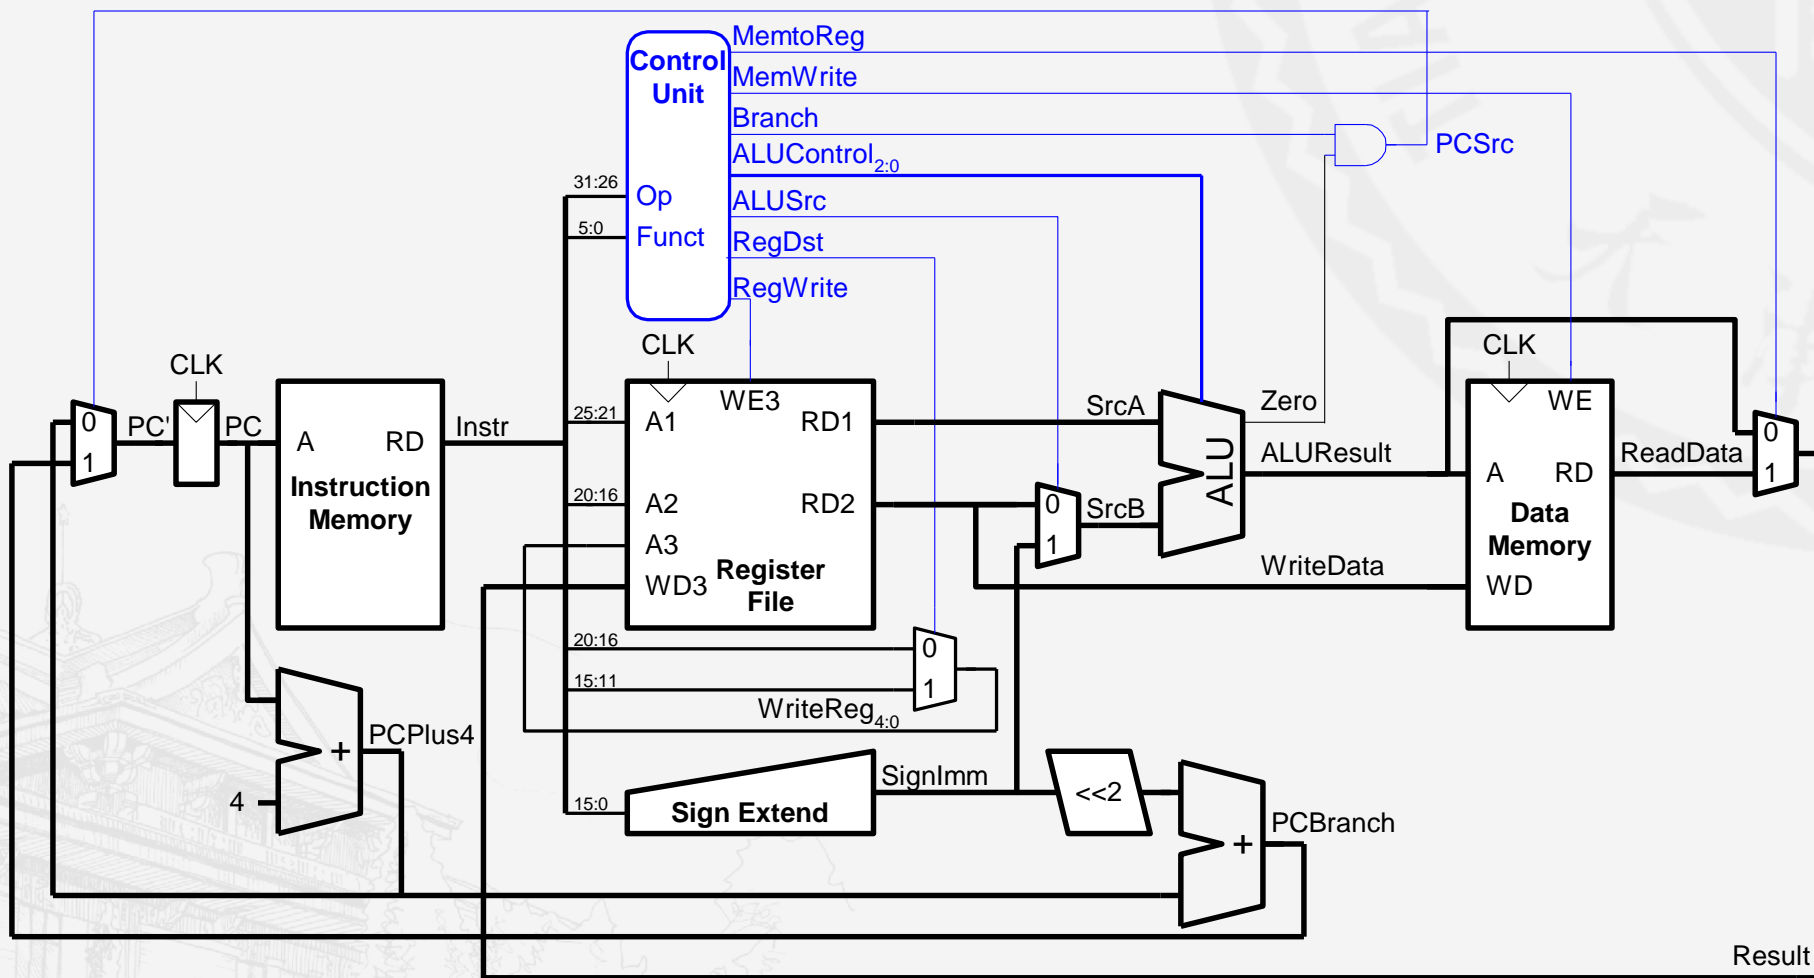 MemtoReg
Control
Unit
MemWrite
Branch
PCSrc
ALUControl2:0
31:26
Op
ALUSrc
5:0
Funct
RegDst
RegWrite
CLK
CLK
CLK
0
1
PC'
PC
A
RD
Instruction
Memory
Instr
25:21
A1
WE3
RD1
SrcA
Zero
WE
0
1
ALU
ALUResult
A
RD
ReadData
20:16
A2
RD2
0
1
SrcB
Data
Memory
A3
WD3
Register
File
WriteData
WD
20:16
0
15:11
1
WriteReg4:0
PCPlus4
+
4
SignImm
15:0
Sign Extend
<<2
PCBranch
+
Result